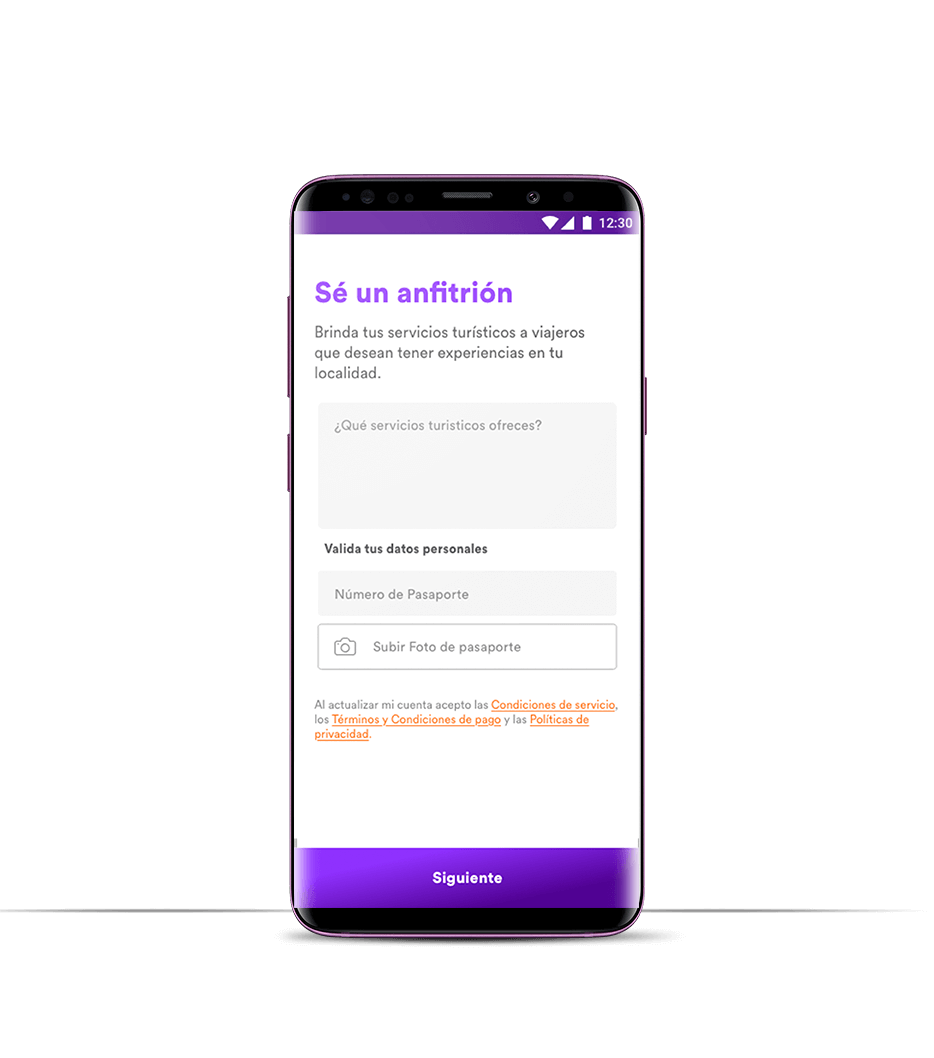 12:30
Sé un anfitrión
Brinda tus servicios turísticos a viajeros
que desean tener experiencias en tu
localidad.
¿Qué servicios turisticos ofreces?
Valida tus datos personales
Número de Pasaporte
Subir Foto de pasaporte
Al actualizar mi cuenta acepto las Condiciones de servicio,
los Términos y Condiciones de pago y las Políticas de
privacidad.
Siguiente